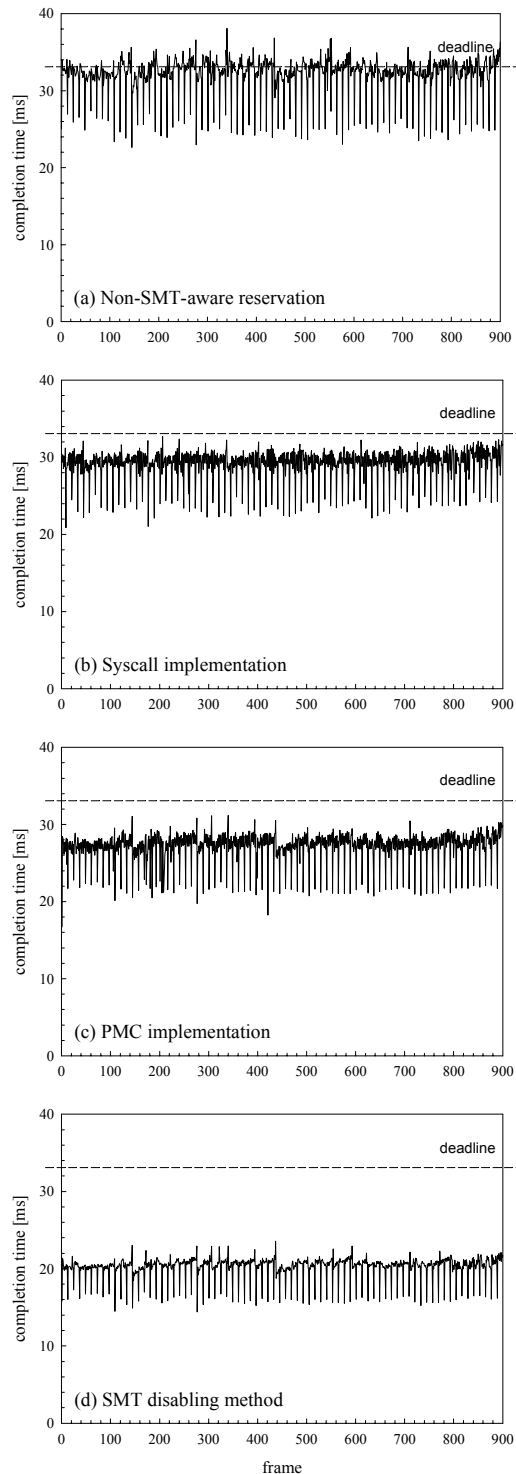 40
deadline
30
20
10
0
completion time [ms]
(a) Non-SMT-aware reservation
0 100 200 300 400 500 600 700 800 900
40
deadline
30
20
10
0
completion time [ms]
(b) Syscall implementation
0 100 200 300 400 500 600 700 800 900
40
deadline
30
20
10
0
completion time [ms]
(c) PMC implementation
0 100 200 300 400 500 600 700 800 900
40
deadline
30
20
10
0
completion time [ms]
(d) SMT disabling method
0 100 200 300 400 500 600 700 800 900
frame